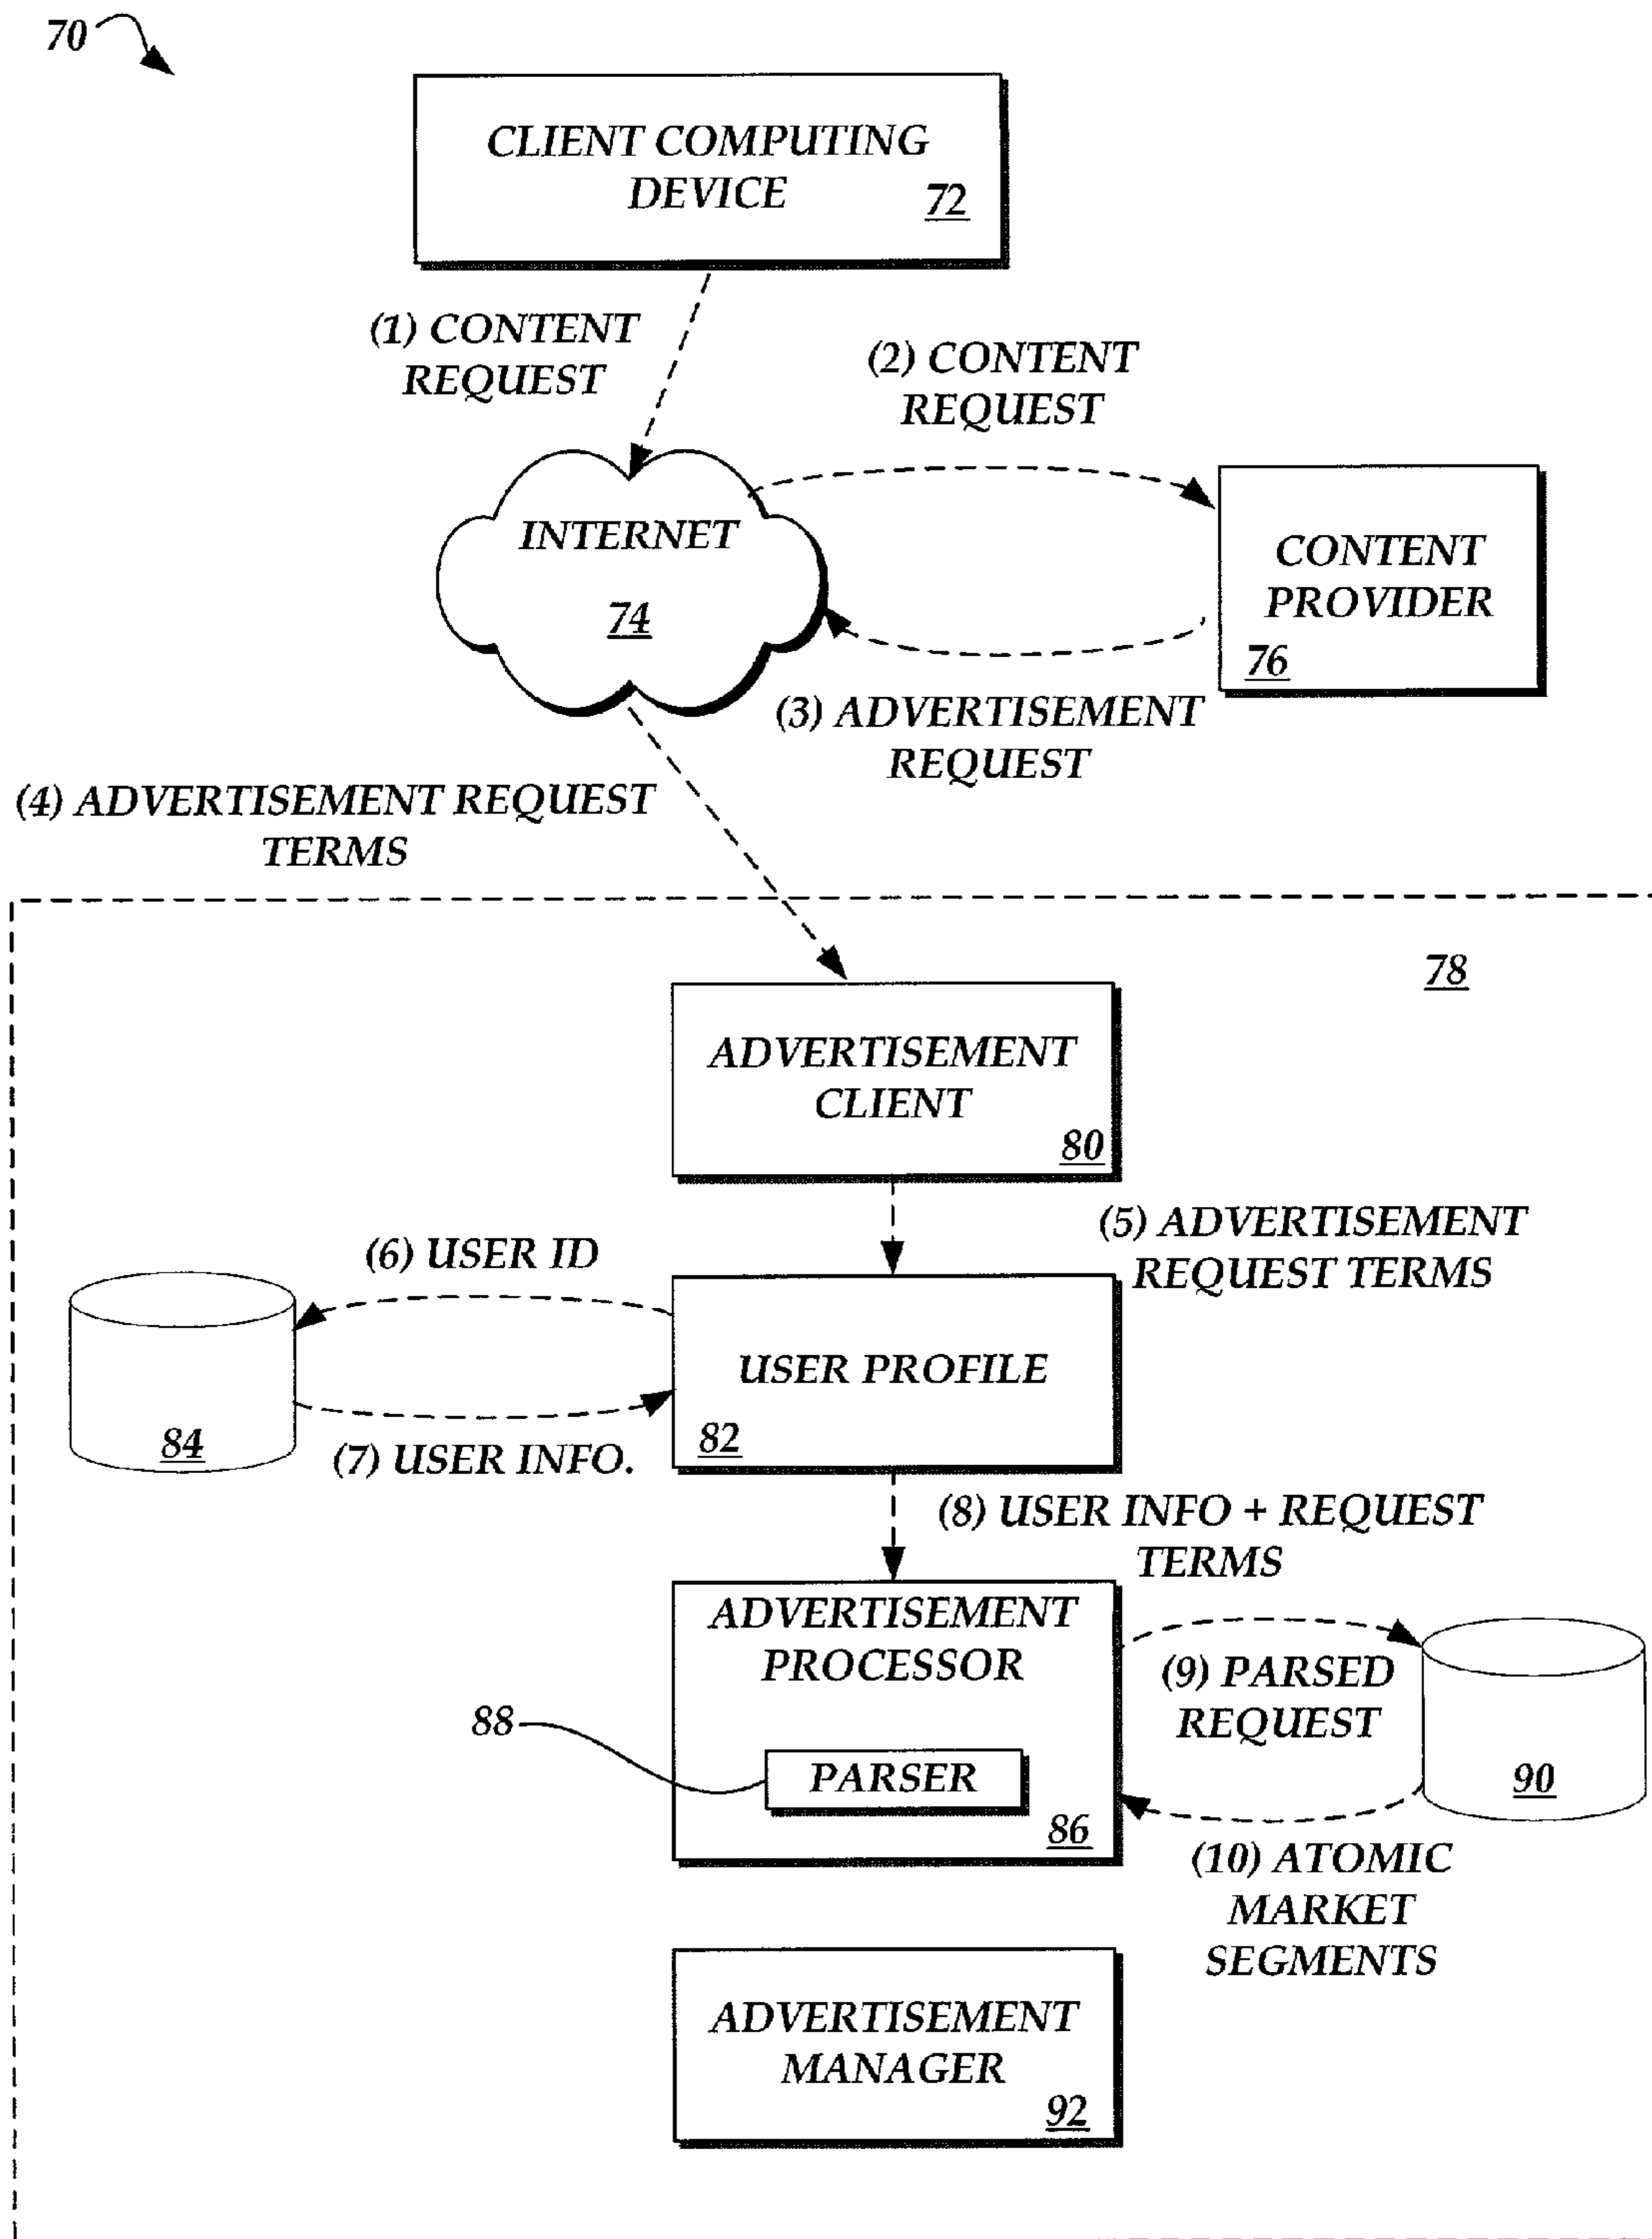 70
CLIENT COMPUTING
DEVICE
72
(1) CONTENT
REQUEST
(2) CONTENT
REQUEST
INTERNET
74
CONTENT
PROVIDER
76
(3) ADVERTISEMENT
REQUEST
(4) ADVERTISEMENT REQUEST
TERMS
78
ADVERTISEMENT
CLIENT
80
(5) ADVERTISEMENT
REQUEST TERMS
(6) USER ID
84
USER PROFILE
82
(7) USER INFO.
(8) USER INFO + REQUEST
TERMS
ADVERTISEMENT
PROCESSOR
88
PARSER
86
(9) PARSED
REQUEST
90
(10) ATOMIC
MARKET
SEGMENTS
ADVERTISEMENT
MANAGER
92